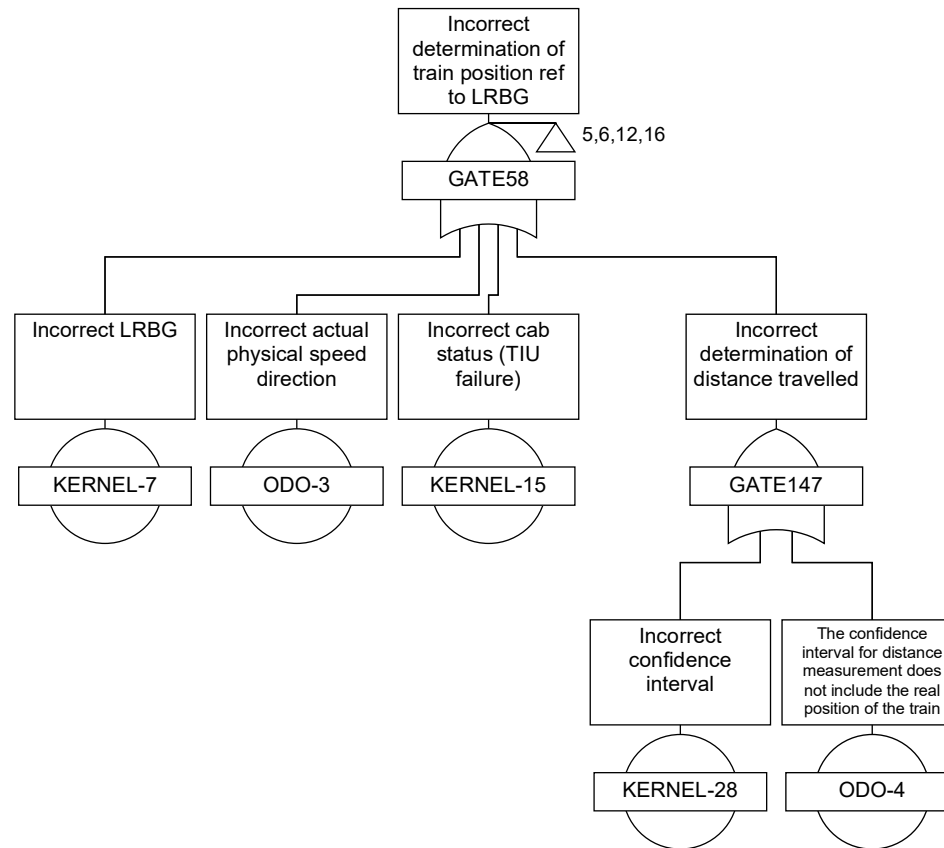 Incorrect
determination of
train position ref
to LRBG
5,6,12,16
GATE58
Incorrect LRBG
Incorrect actual
physical speed
direction
Incorrect cab
status (TIU
failure)
Incorrect
determination of
distance travelled
KERNEL-7
ODO-3
KERNEL-15
GATE147
Incorrect
confidence
interval
The confidence
interval for distance
measurement does
not include the real
position of the train
KERNEL-28
ODO-4